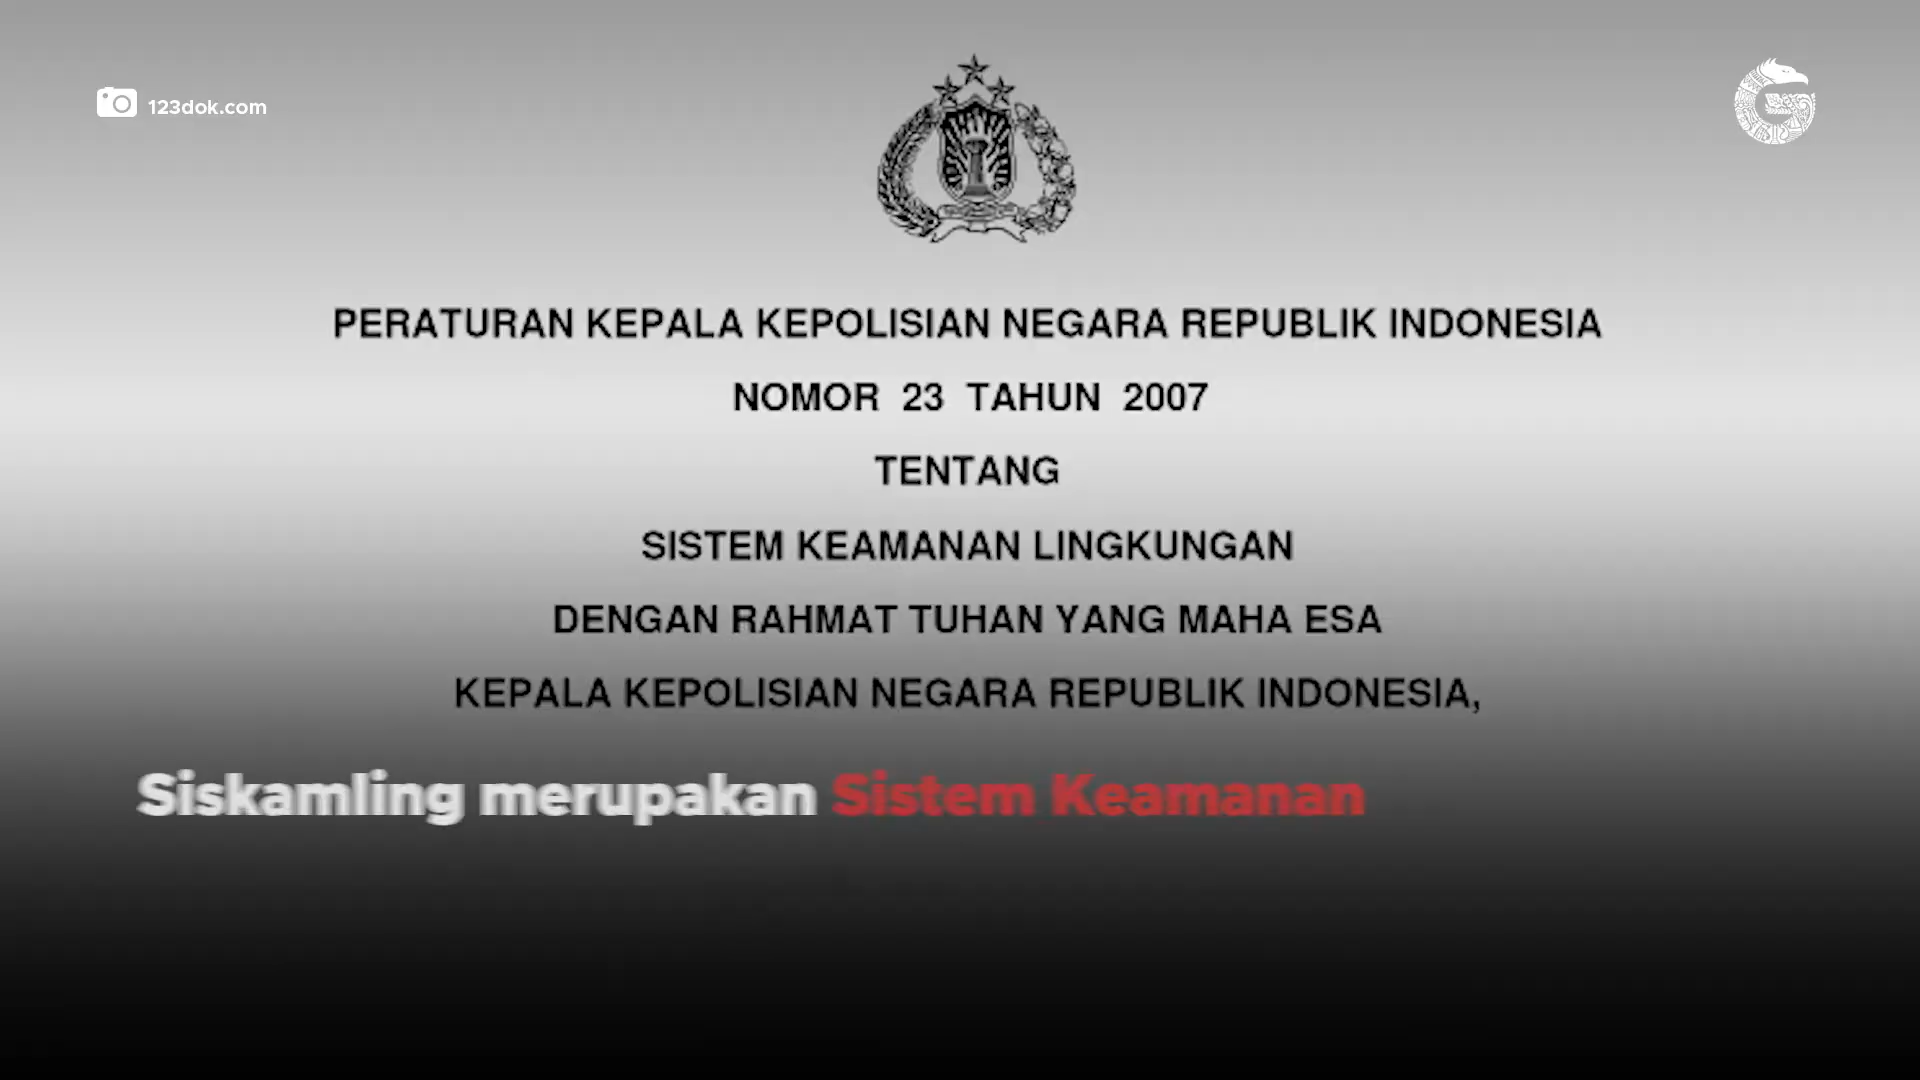 123dok.com
PERATURAN KEPALA KEPOLISIAN NEGARA REPUBLIK INDONESIA
NOMOR 23 TAHUN 2007
TENTANG
SISTEM KEAMANAN LINGKUNGAN
DENGAN RAHMAT TUHAN YANG MAHA ESA
KEPALA KEPOLISIAN NEGARA REPUBLIK INDONESIA,
Siskamling merupakan Sistem Keamanan